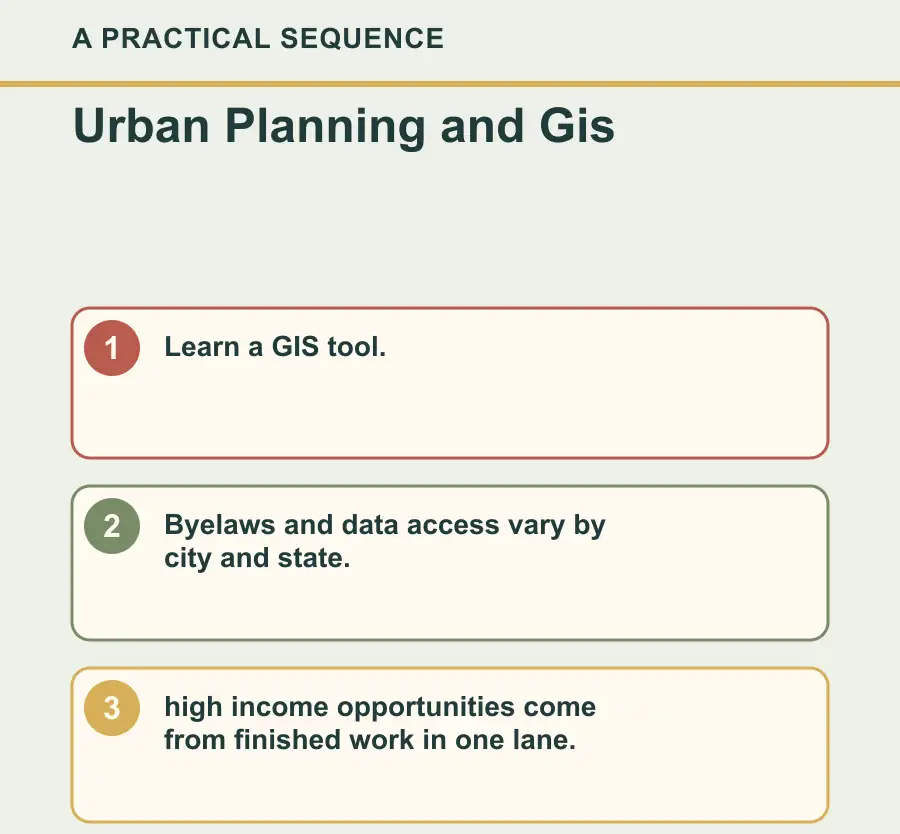 A PRACTICAL SEQUENCE
Urban Planning and Gis
1
Learn a GIS tool.
2
Byelaws and data access vary by
city and state.
3
high income opportunities come
from finished work in one lane.